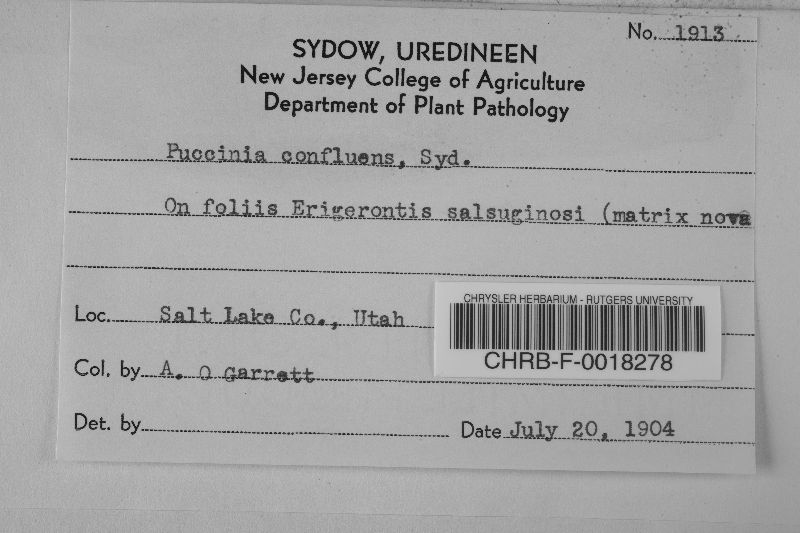 No. 1913
SYDOW, UREDINEEN
New Jersey College of Agriculture
Department of Plant Pathology
Puccinia confluens, Syd.
On foliis Erigerontis salsuginosi (matrix nova
Loc. Salt Lake Co., Utah
CHRYSLER HERBARIUM - RUTGERS UNIVERSITY
CHRB-F-0018278
Col. by A. O Garrett
Det. by
Date July 20, 1904